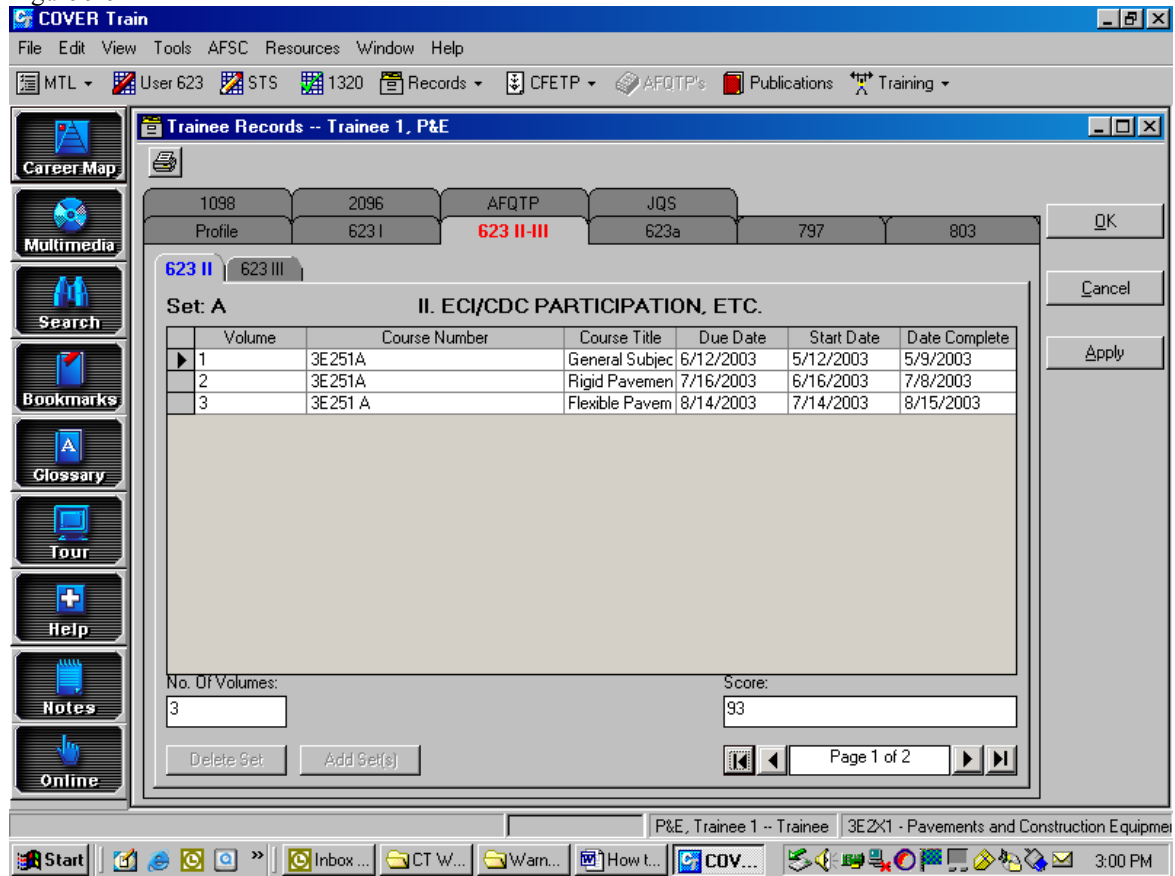 COVER Train
File Edit View Tools AFSC Resources Window Help
MTL User 623 STS 1320 Records CFETP AFQTP's Publications Training
Career Map
Multimedia
Search
Bookmarks
Glossary
Tour
Help
Notes
Online
Trainee Records -- Trainee 1, P&E
1098 2096 AFQTP JQS
Profile 623 I 623 II-III 623a 797 803
623 II 623 III
Set: A II. ECI/CDC PARTICIPATION, ETC.
Volume Course Number Course Title Due Date Start Date Date Complete
1 3E251A General Subjec 6/12/2003 5/12/2003 5/9/2003
2 3E251A Rigid Pavemen 7/16/2003 6/16/2003 7/8/2003
3 3E251 A Flexible Pavem 8/14/2003 7/14/2003 8/15/2003
No. Of Volumes: Score:
3 93
Delete Set Add Set(s) Page 1 of 2
OK
Cancel
Apply
P&E, Trainee 1 -- Trainee 3E2X1 - Pavements and Construction Equipme
Start » Inbox ... CT W... Warn... How t... COV... 3:00 PM